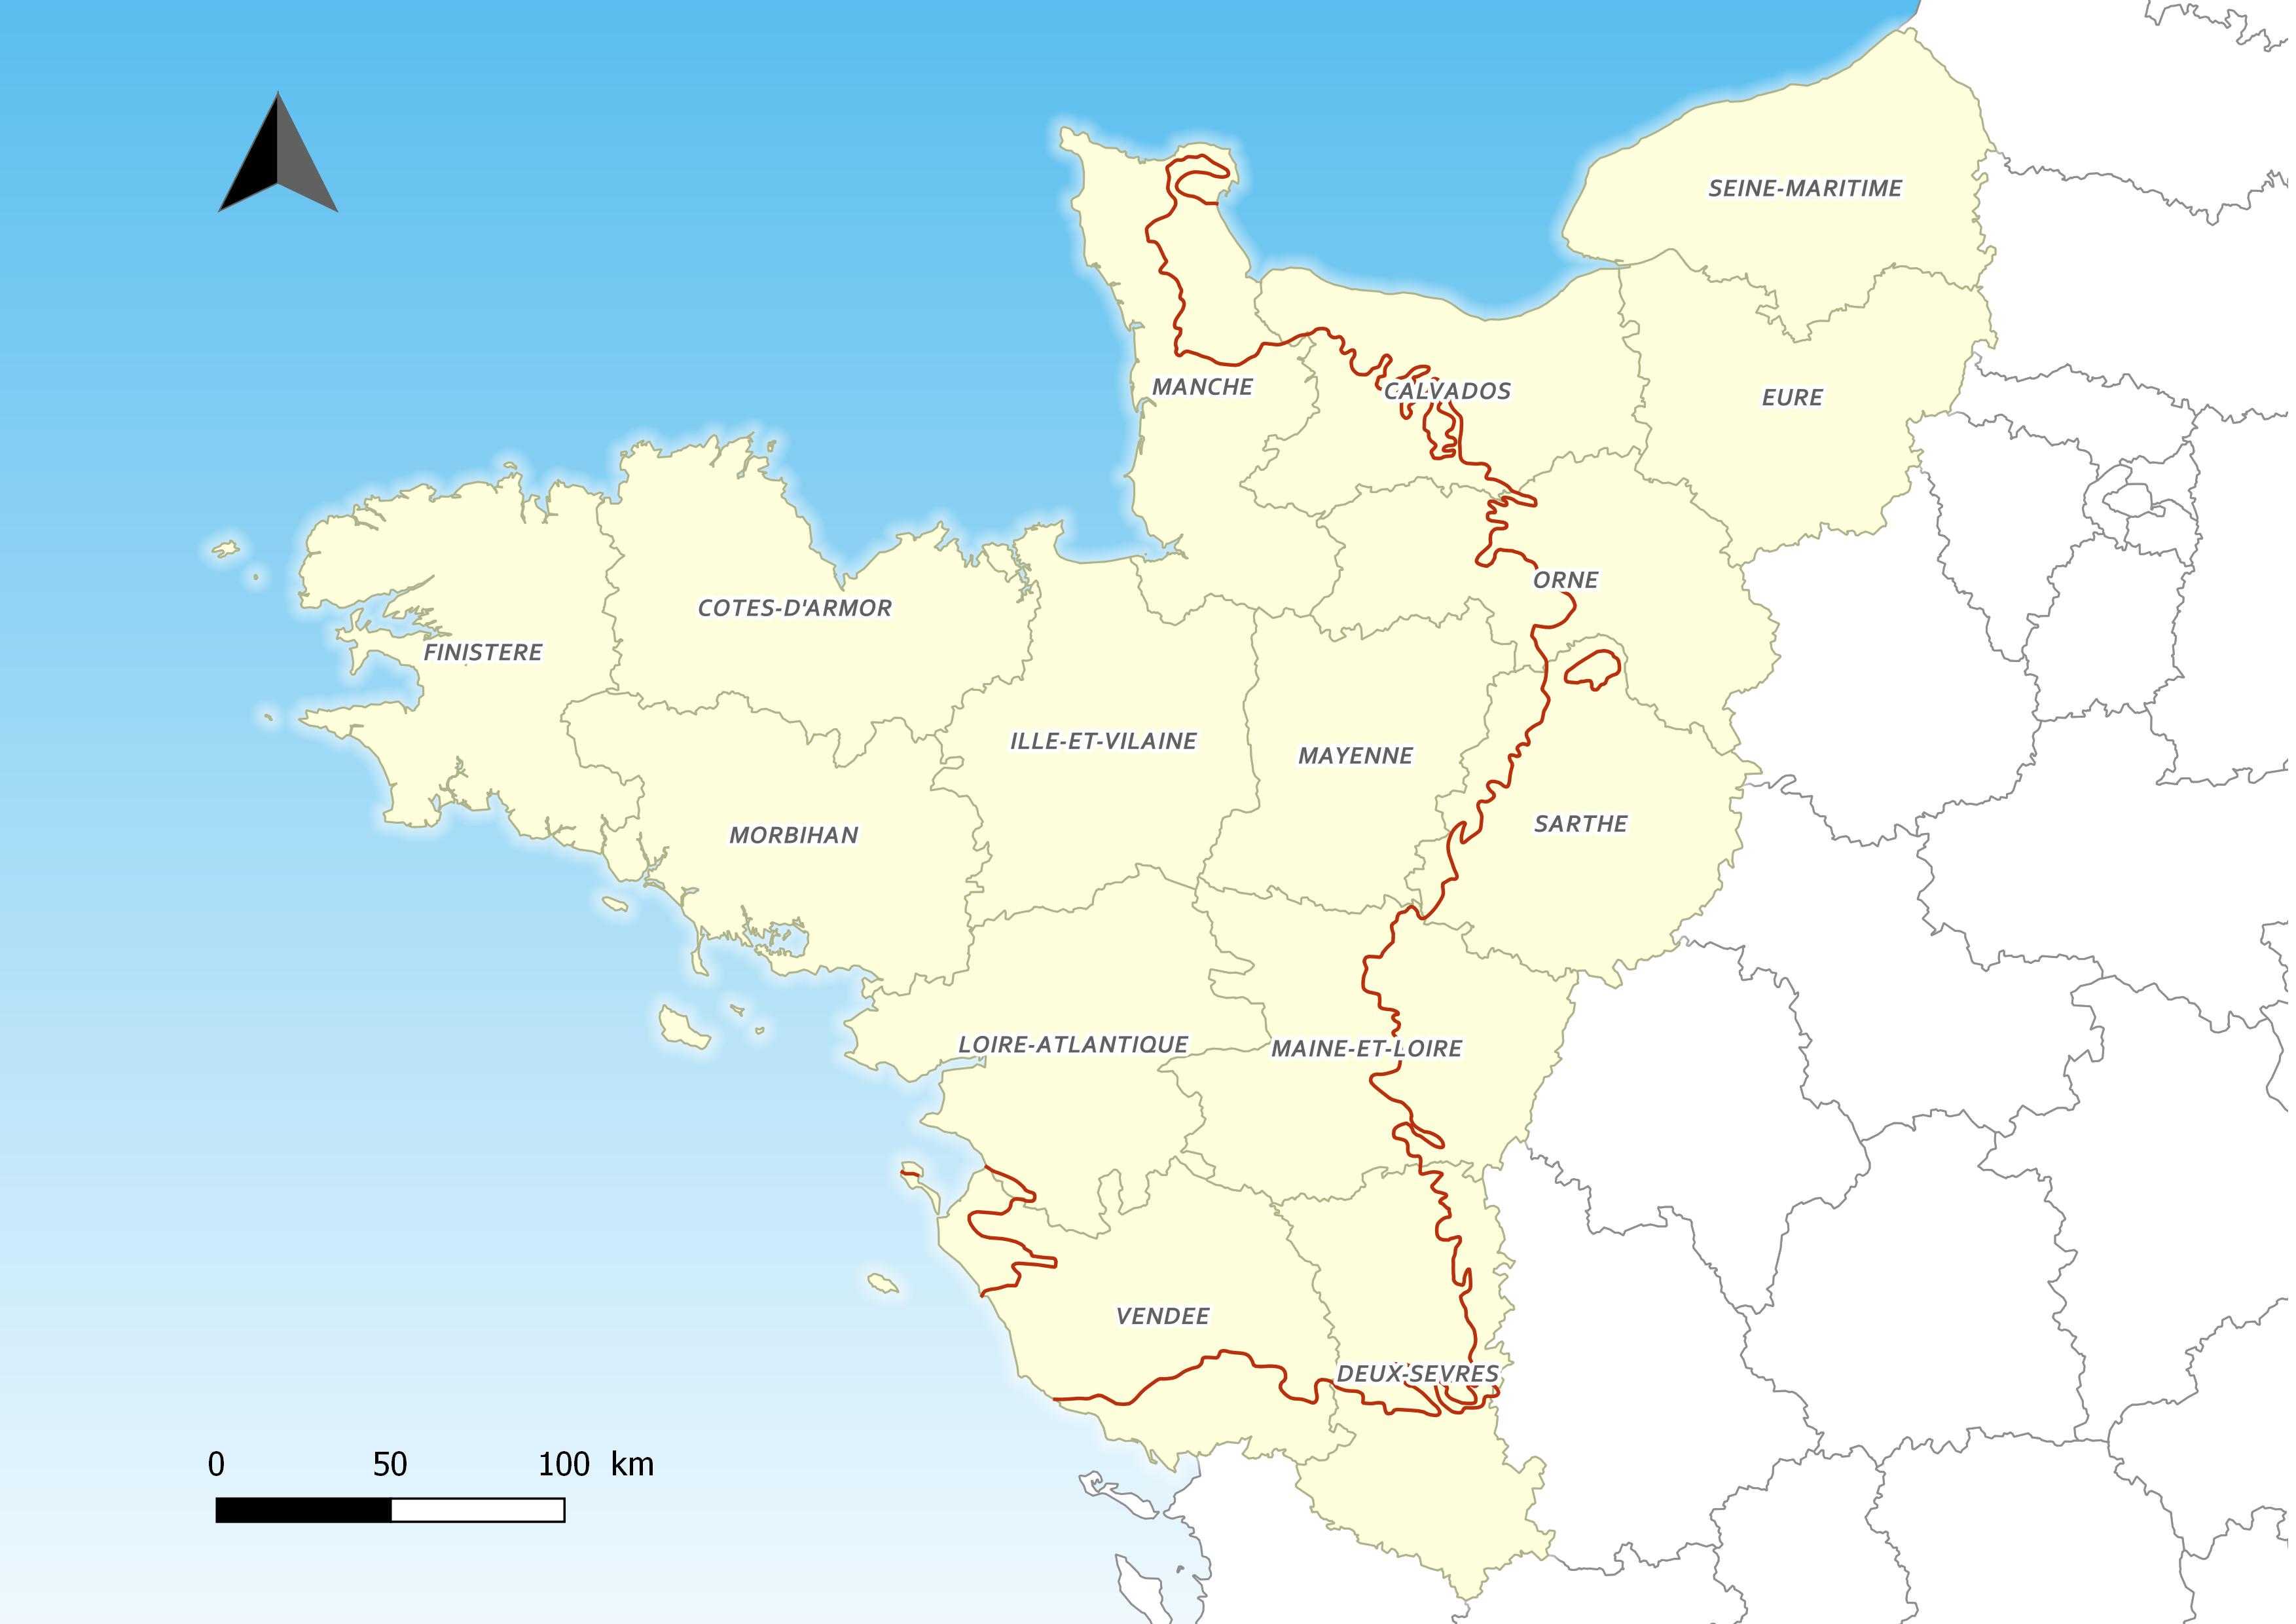 SEINE-MARITIME
MANCHE
CALVADOS
EURE
ORNE
COTES-D'ARMOR
FINISTERE
ILLE-ET-VILAINE
MAYENNE
SARTHE
MORBIHAN
LOIRE-ATLANTIQUE
MAINE-ET-LOIRE
VENDEE
DEUX-SEVRES
0 50 100 km